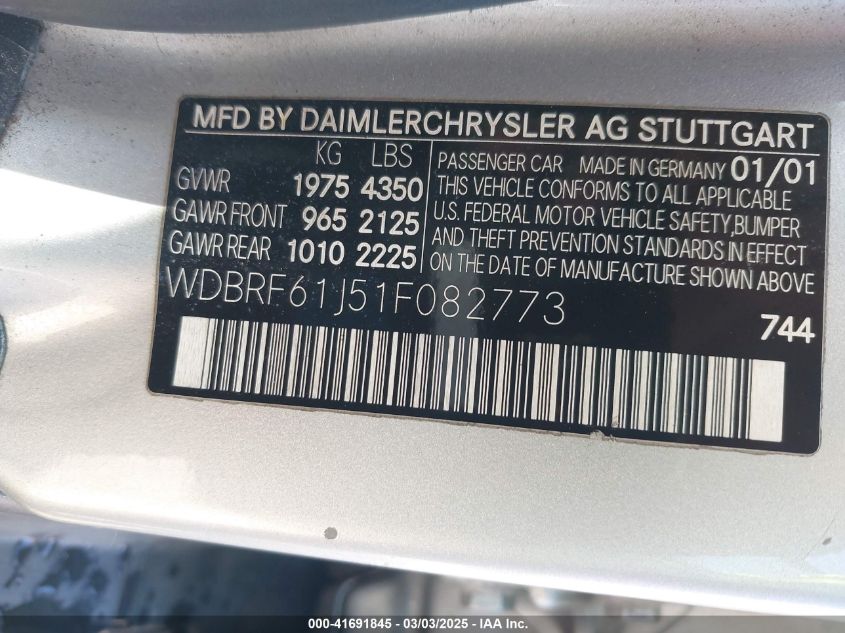 MFD BY DAIMLERCHRYSLER AG STUTTGART
KG LBS
GVWR 1975 4350
GAWR FRONT 965 2125
GAWR REAR 1010 2225
PASSENGER CAR MADE IN GERMANY 01/01
THIS VEHICLE CONFORMS TO ALL APPLICABLE
U.S. FEDERAL MOTOR VEHICLE SAFETY,BUMPER
AND THEFT PREVENTION STANDARDS IN EFFECT
ON THE DATE OF MANUFACTURE SHOWN ABOVE
WDBRF61J51F082773
744
000-41691845 - 03/03/2025 - IAAI.com